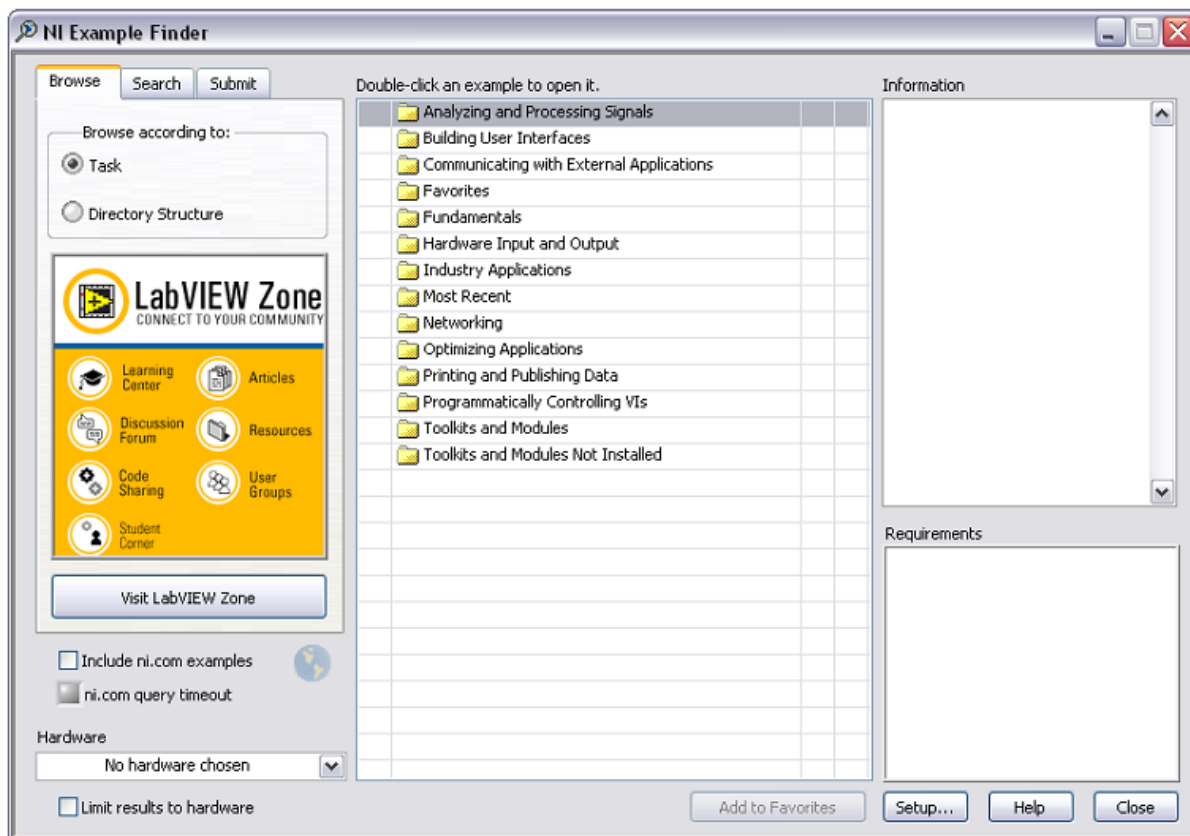 NI Example Finder
Browse
Search
Submit
Browse according to:
Task
Directory Structure
LabVIEW Zone
CONNECT TO YOUR COMMUNITY
Learning
Center
Articles
Discussion
Forum
Resources
Code
Sharing
User
Groups
Student
Corner
Visit LabVIEW Zone
Include ni.com examples
ni.com query timeout
Hardware
No hardware chosen
Limit results to hardware
Double-click an example to open it.
Analyzing and Processing Signals
Building User Interfaces
Communicating with External Applications
Favorites
Fundamentals
Hardware Input and Output
Industry Applications
Most Recent
Networking
Optimizing Applications
Printing and Publishing Data
Programmatically Controlling VIs
Toolkits and Modules
Toolkits and Modules Not Installed
Information
Requirements
Add to Favorites
Setup...
Help
Close